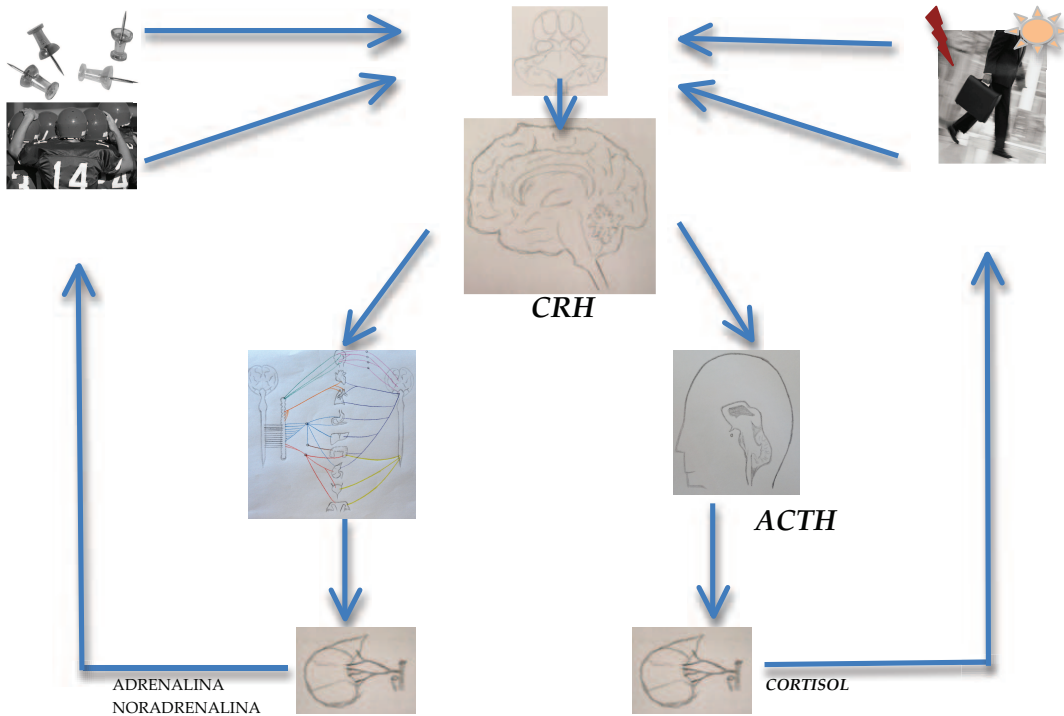 3 14-4
CRH
ACTH
ADRENALINA
NORADRENALINA
CORTISOL